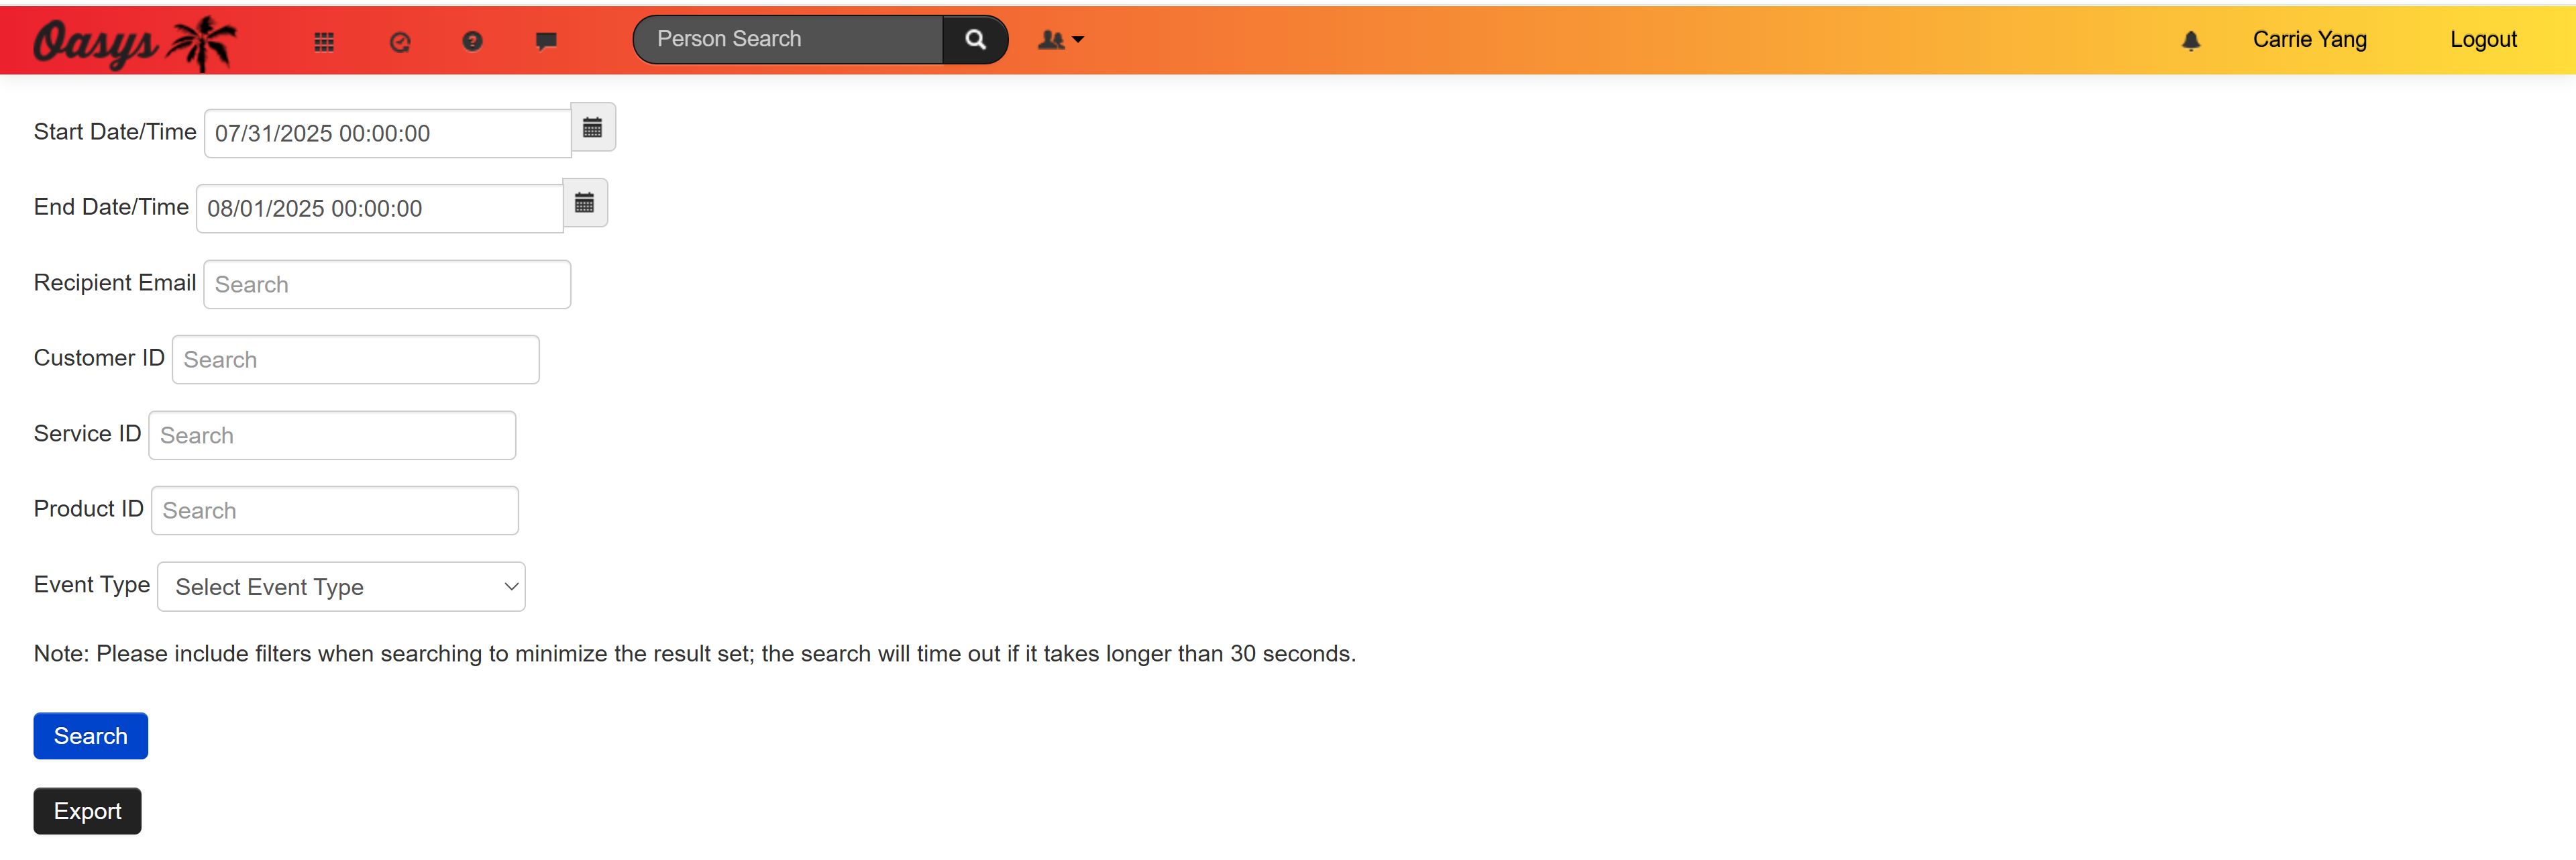 Oasys Person Search Carrie Yang Logout
Start Date/Time 07/31/2025 00:00:00
End Date/Time 08/01/2025 00:00:00
Recipient Email Search
Customer ID Search
Service ID Search
Product ID Search
Event Type Select Event Type
Note: Please include filters when searching to minimize the result set; the search will time out if it takes longer than 30 seconds.
Search
Export